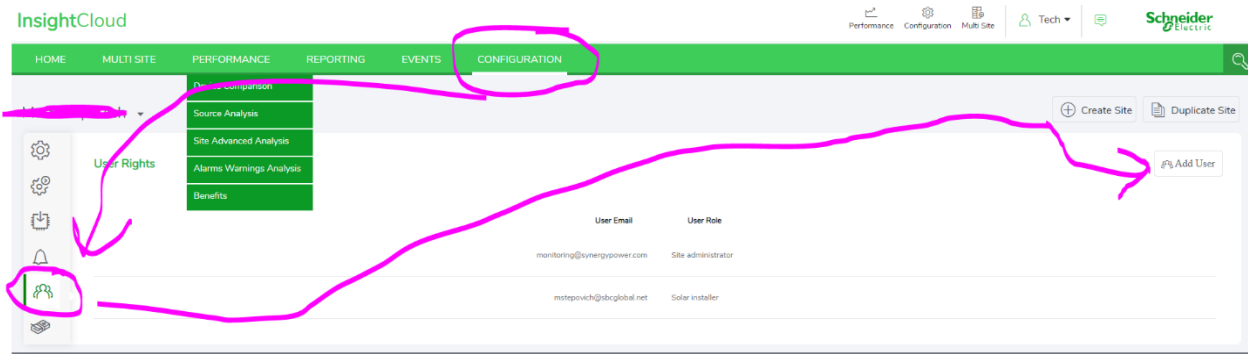 InsightCloud
Performance Configuration Multi Site Tech Schneider Electric
HOME MULTI SITE PERFORMANCE REPORTING EVENTS CONFIGURATION
Device Comparison
Source Analysis
Create Site Duplicate Site
Site Advanced Analysis
User Rights
Add User
Alarms Warnings Analysis
Benefits
User Email User Role
monitoring@synergypower.com Site administrator
mstepovich@sbcglobal.net Solar installer